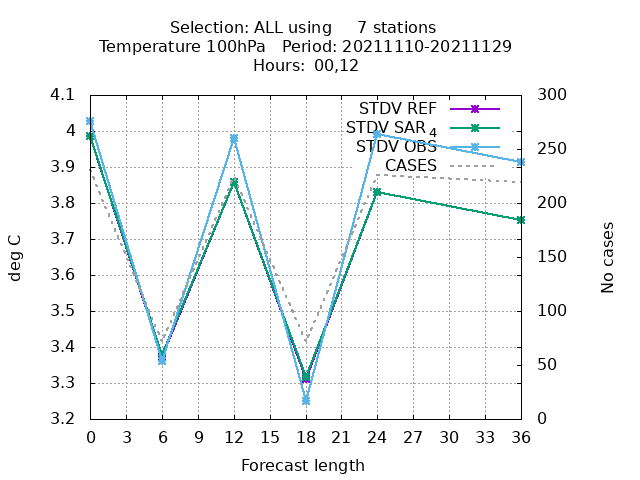 Selection: ALL using     7 stations
Temperature 100hPa   Period: 20211110-20211129
Hours:  00,12
STDV REF
STDV SAR4
STDV OBS
CASES
4.1
4
3.9
3.8
3.7
3.6
3.5
3.4
3.3
3.2
deg C
300
250
200
150
100
50
0
No cases
0 3 6 9 12 15 18 21 24 27 30 33 36
Forecast length